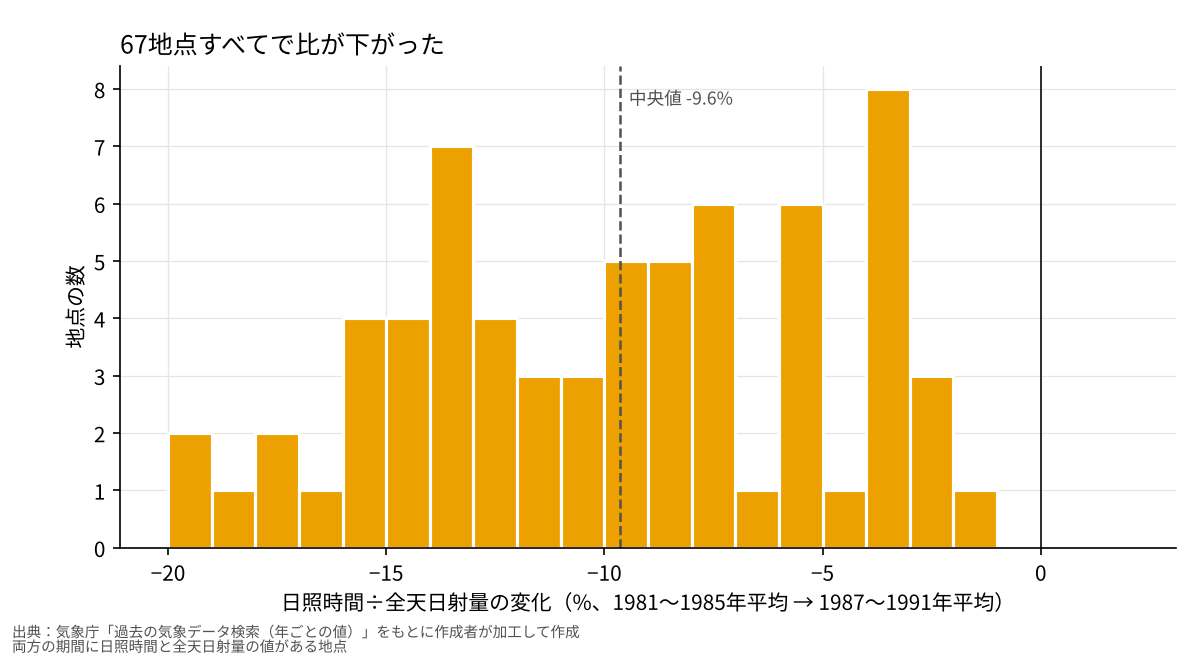 67地点すべてで比が下がった
8
7
6
5
4
3
2
1
0
地点の数
中央値 -9.6%
−20
−15
−10
−5
0
日照時間÷全天日射量の変化（%、1981～1985年平均 → 1987～1991年平均）
出典：気象庁「過去の気象データ検索（年ごとの値）」をもとに作成者が加工して作成
両方の期間に日照時間と全天日射量の値がある地点